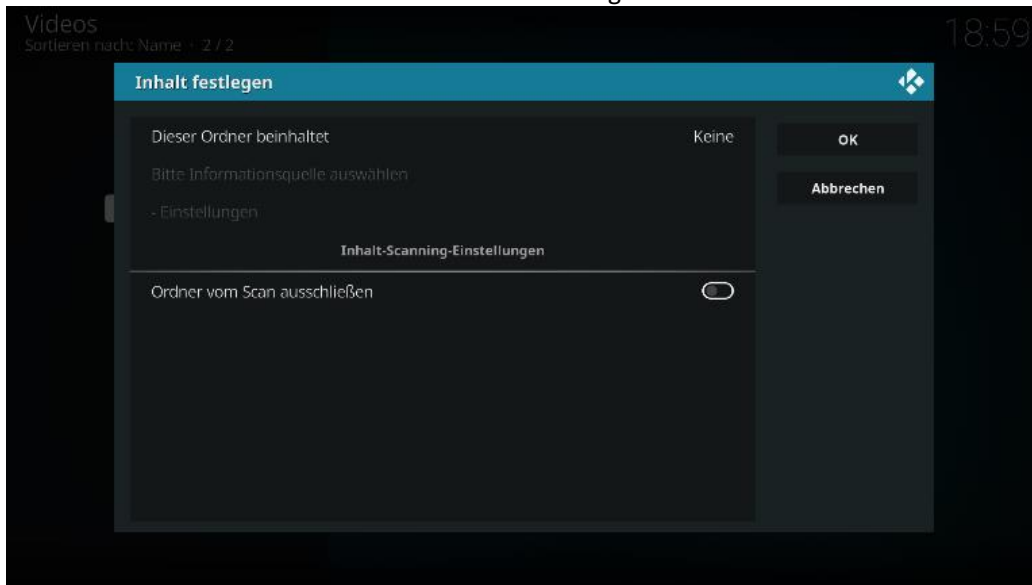 Videos
Sortieren nach: Name · 2 / 2
18:59
Inhalt festlegen
Dieser Ordner beinhaltet Keine
Bitte Informationsquelle auswählen
- Einstellungen
Inhalt-Scanning-Einstellungen
Ordner vom Scan ausschließen
OK
Abbrechen